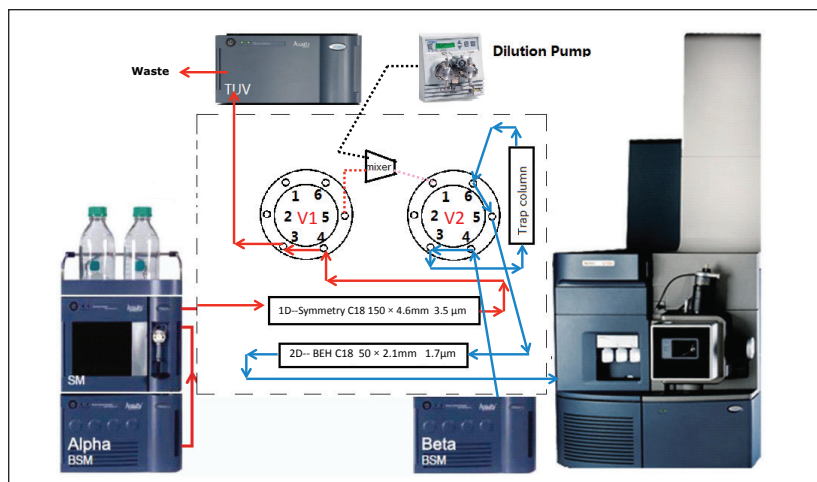 Dilution Pump
Waste
TUV
mixer
1 6
2 V1 5
3 4
1 6
2 V2 5
3 4
Trap column
1D--Symmetry C18 150 × 4.6mm 3.5 μm
2D-- BEH C18 50 × 2.1mm 1.7μm
SM
Alpha
BSM
Beta
BSM